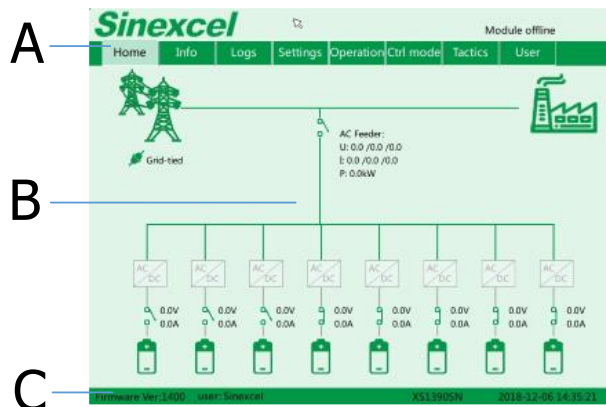 Sinexcel
Module offline
A
Home Info Logs Settings Operation Ctrl mode Tactics User
AC Feeder:
U: 0.0 /0.0 /0.0
I: 0.0 /0.0 /0.0
P: 0.0kW
Grid-tied
B
AC DC AC DC AC DC AC DC AC DC AC DC AC DC AC DC
0.0V 0.0V 0.0V 0.0V 0.0V 0.0V 0.0V 0.0V
0.0A 0.0A 0.0A 0.0A 0.0A 0.0A 0.0A 0.0A
C
Firmware Ver:1400 user: Sinexcel XS1390SN 2018-12-06 14:35:21